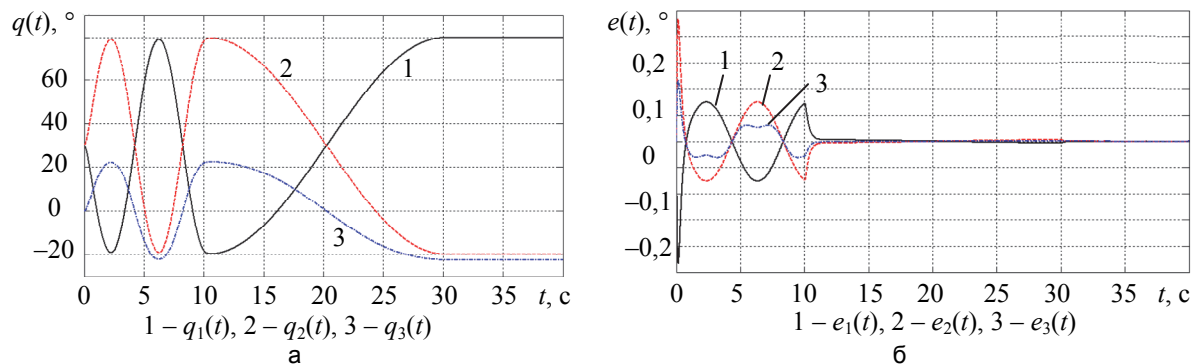 q(t), °
60
40
20
0
–20
1
2
3
0 5 10 15 20 25 30 35 t, с
1 – q₁(t), 2 – q₂(t), 3 – q₃(t)
а
e(t), °
0,2
0,1
0
–0,1
–0,2
1
2
3
0 5 10 15 20 25 30 35 t, с
1 – e₁(t), 2 – e₂(t), 3 – e₃(t)
б